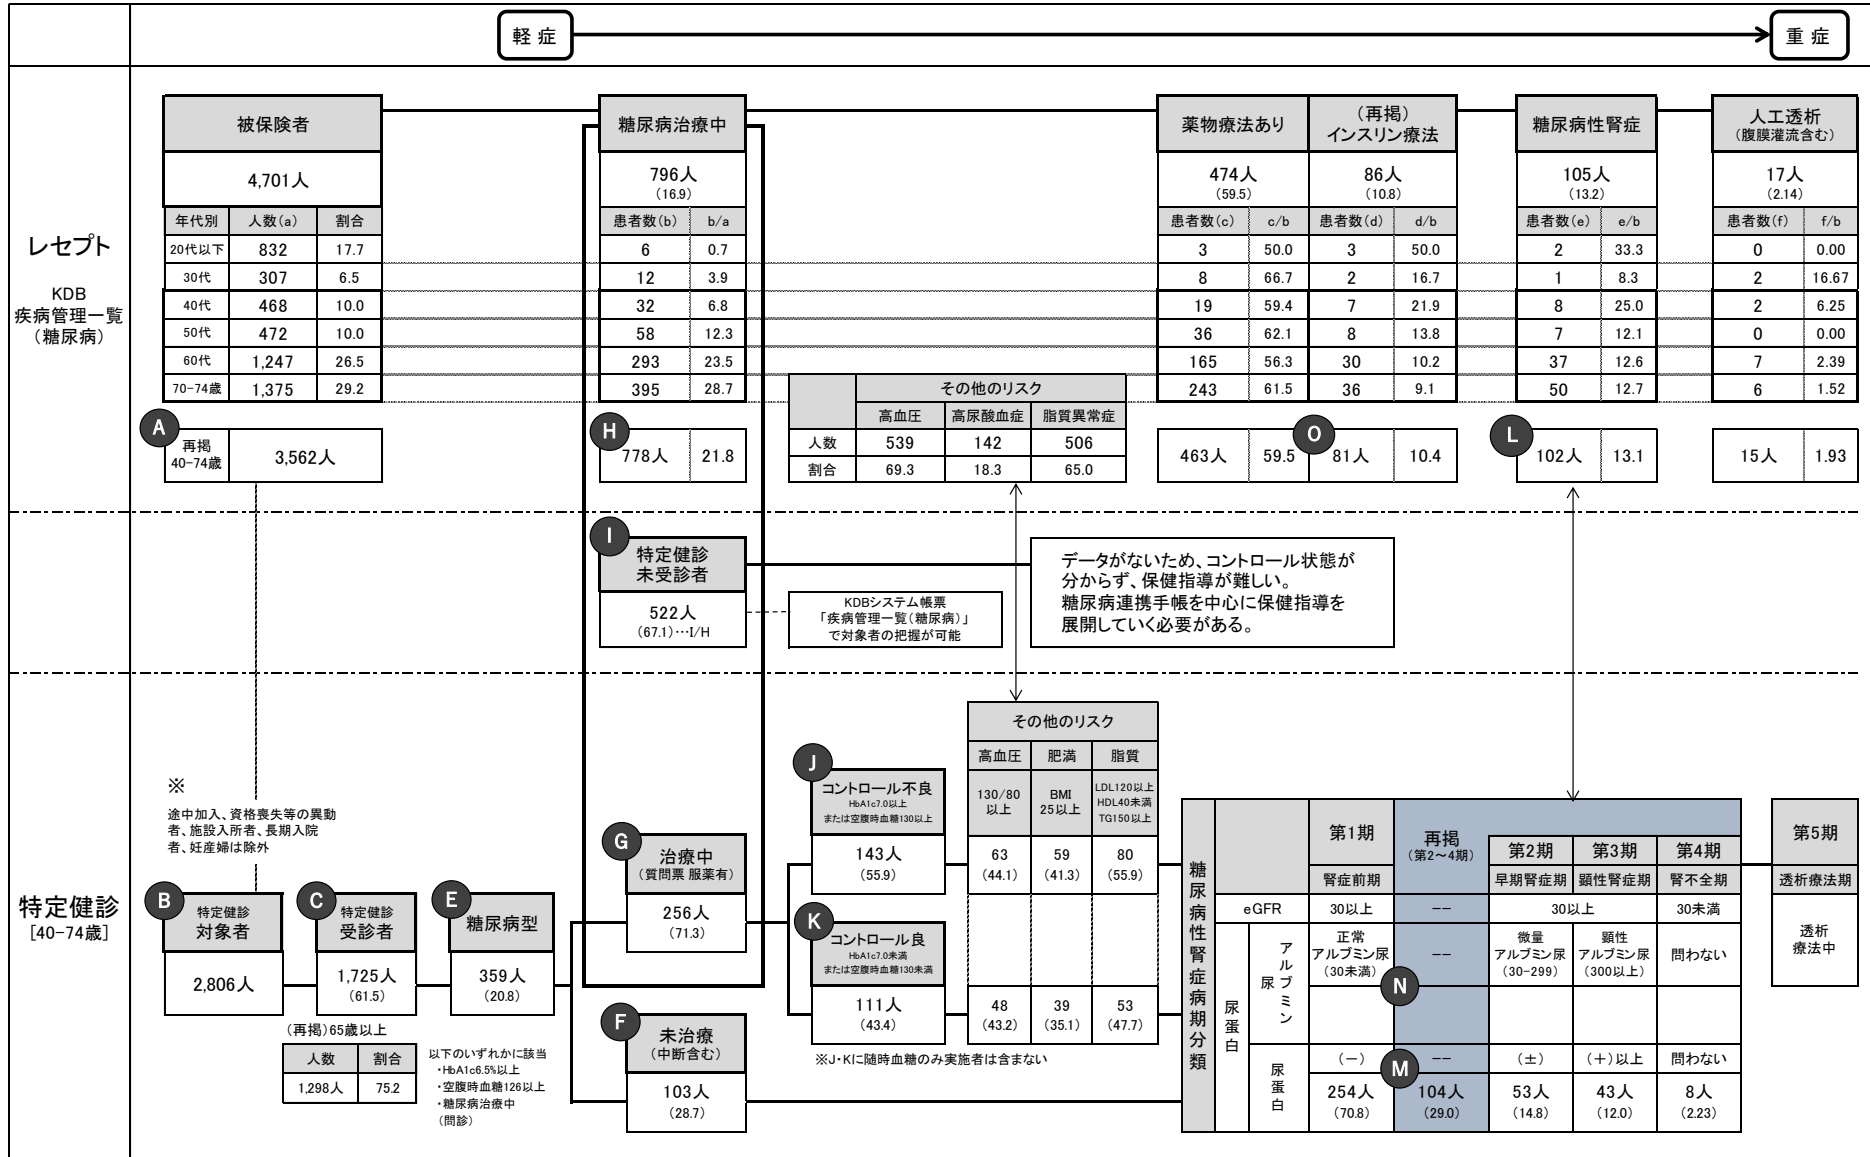 軽 症
重 症
レセプト
KDB
疾病管理一覧
（糖尿病）
被保険者
4,701人
年代別 人数(a) 割合
20代以下 832 17.7
30代 307 6.5
40代 468 10.0
50代 472 10.0
60代 1,247 26.5
70-74歳 1,375 29.2
A
再掲
40-74歳
3,562人
糖尿病治療中
796人
(16.9)
患者数(b) b/a
6 0.7
12 3.9
32 6.8
58 12.3
293 23.5
395 28.7
H
778人 21.8
その他のリスク
高血圧 高尿酸血症 脂質異常症
人数 539 142 506
割合 69.3 18.3 65.0
薬物療法あり
474人
(59.5)
患者数(c) c/b
3 50.0
8 66.7
19 59.4
36 62.1
165 56.3
243 61.5
463人 59.5
（再掲）
インスリン療法
86人
(10.8)
患者数(d) d/b
3 50.0
2 16.7
7 21.9
8 13.8
30 10.2
36 9.1
O
81人 10.4
糖尿病性腎症
105人
(13.2)
患者数(e) e/b
2 33.3
1 8.3
8 25.0
7 12.1
37 12.6
50 12.7
L
102人 13.1
人工透析
（腹膜灌流含む）
17人
(2.14)
患者数(f) f/b
0 0.00
2 16.67
2 6.25
0 0.00
7 2.39
6 1.52
15人 1.93
I
特定健診
未受診者
522人
(67.1)…I/H
KDBシステム帳票
「疾病管理一覧(糖尿病)」
で対象者の把握が可能
データがないため、コントロール状態が
分からず、保健指導が難しい。
糖尿病連携手帳を中心に保健指導を
展開していく必要がある。
特定健診
[40-74歳]
※
途中加入、資格喪失等の異動
者、施設入所者、長期入院
者、妊産婦は除外
B
特定健診
対象者
2,806人
C
特定健診
受診者
1,725人
(61.5)
（再掲）65歳以上
人数 割合
1,298人 75.2
E
糖尿病型
359人
(20.8)
以下のいずれかに該当
・HbA1c6.5%以上
・空腹時血糖126以上
・糖尿病治療中
(問診)
G
治療中
(質問票 服薬有)
256人
(71.3)
F
未治療
(中断含む)
103人
(28.7)
J
コントロール不良
HbA1c7.0以上
または空腹時血糖130以上
143人
(55.9)
K
コントロール良
HbA1c7.0未満
または空腹時血糖130未満
111人
(43.4)
※J・Kに随時血糖のみ実施者は含まない
その他のリスク
高血圧 肥満 脂質
130/80
以上
BMI
25以上
LDL120以上
HDL40未満
TG150以上
63 59 80
(44.1) (41.3) (55.9)
48 39 53
(43.2) (35.1) (47.7)
糖尿病性腎症病期分類
第1期
腎症前期
再掲
(第2～4期)
第2期 第3期 第4期
早期腎症期 顕性腎症期 腎不全期
第5期
透析療法期
eGFR 30以上 -- 30以上 30未満
尿蛋白
尿アルブミン
正常
アルブミン尿
(30未満)
--
微量
アルブミン尿
(30-299)
顕性
アルブミン尿
(300以上)
問わない
透析
療法中
N
尿蛋白
(－) -- (±) (＋)以上 問わない
M
254人 104人 53人 43人 8人
(70.8) (29.0) (14.8) (12.0) (2.23)